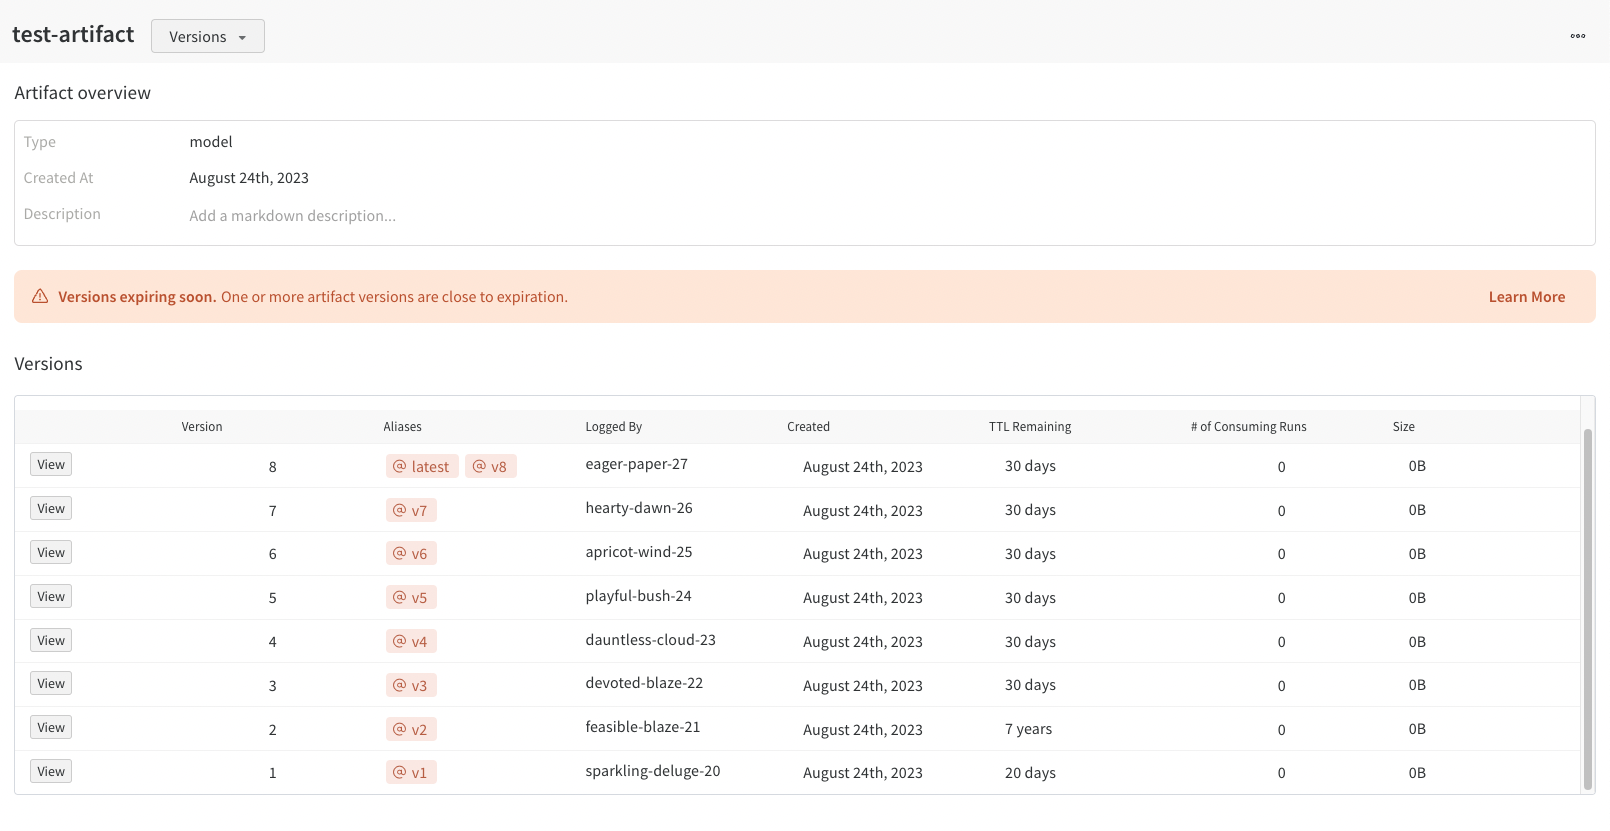 test-artifact Versions
Artifact overview
Type model
Created At August 24th, 2023
Description Add a markdown description...
Versions expiring soon. One or more artifact versions are close to expiration. Learn More
Versions
Version Aliases Logged By Created TTL Remaining # of Consuming Runs Size
View 8 @ latest @ v8 eager-paper-27 August 24th, 2023 30 days 0 0B
View 7 @ v7 hearty-dawn-26 August 24th, 2023 30 days 0 0B
View 6 @ v6 apricot-wind-25 August 24th, 2023 30 days 0 0B
View 5 @ v5 playful-bush-24 August 24th, 2023 30 days 0 0B
View 4 @ v4 dauntless-cloud-23 August 24th, 2023 30 days 0 0B
View 3 @ v3 devoted-blaze-22 August 24th, 2023 30 days 0 0B
View 2 @ v2 feasible-blaze-21 August 24th, 2023 7 years 0 0B
View 1 @ v1 sparkling-deluge-20 August 24th, 2023 20 days 0 0B